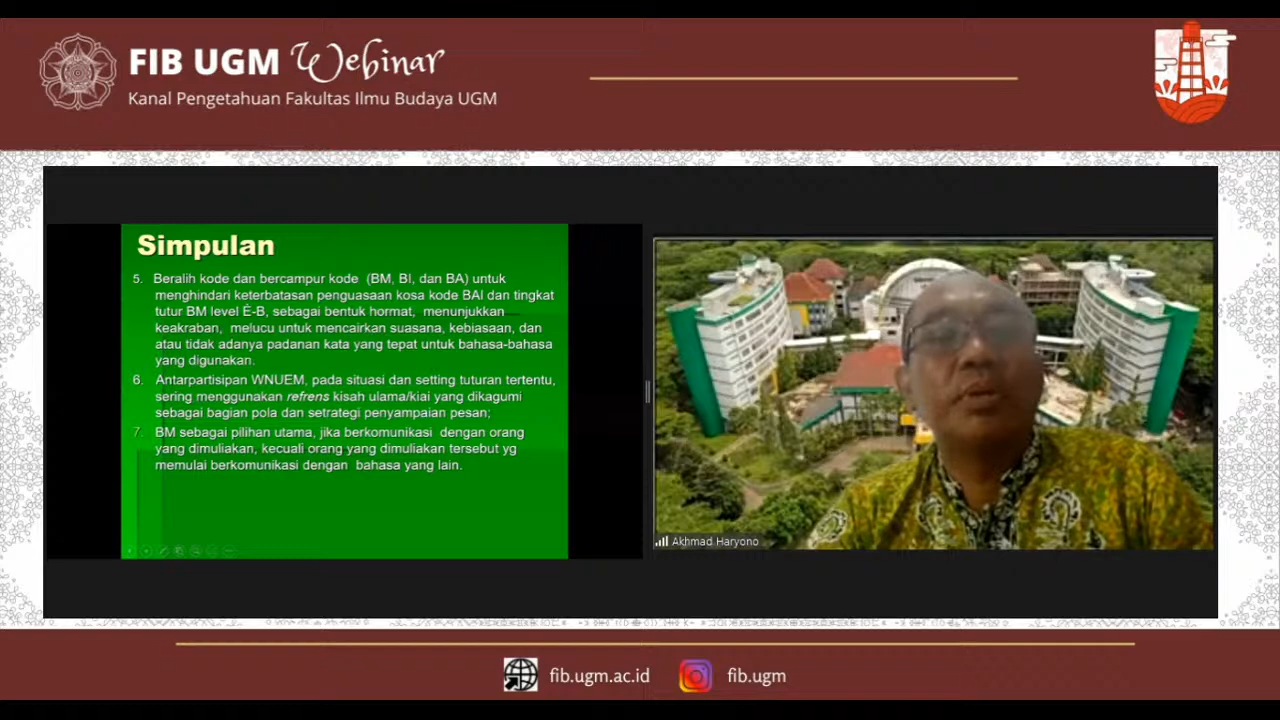 FIB UGM Webinar
Kanal Pengetahuan Fakultas Ilmu Budaya UGM
Simpulan
5. Beralih kode dan bercampur kode (BM, BI, dan BA) untuk
menghindari keterbatasan penguasaan kosa kode BAI dan tingkat
tutur BM level È-B, sebagai bentuk hormat, menunjukkan
keakraban, melucu untuk mencairkan suasana, kebiasaan, dan
atau tidak adanya padanan kata yang tepat untuk bahasa-bahasa
yang digunakan.
6. Antarpartisipan WNUEM, pada situasi dan setting tuturan tertentu,
sering menggunakan refrens kisah ulama/kiai yang dikagumi
sebagai bagian pola dan setrategi penyampaian pesan;
7. BM sebagai pilihan utama, jika berkomunikasi dengan orang
yang dimuliakan, kecuali orang yang dimuliakan tersebut yg
memulai berkomunikasi dengan bahasa yang lain.
Akhmad Haryono
fib.ugm.ac.id
fib.ugm